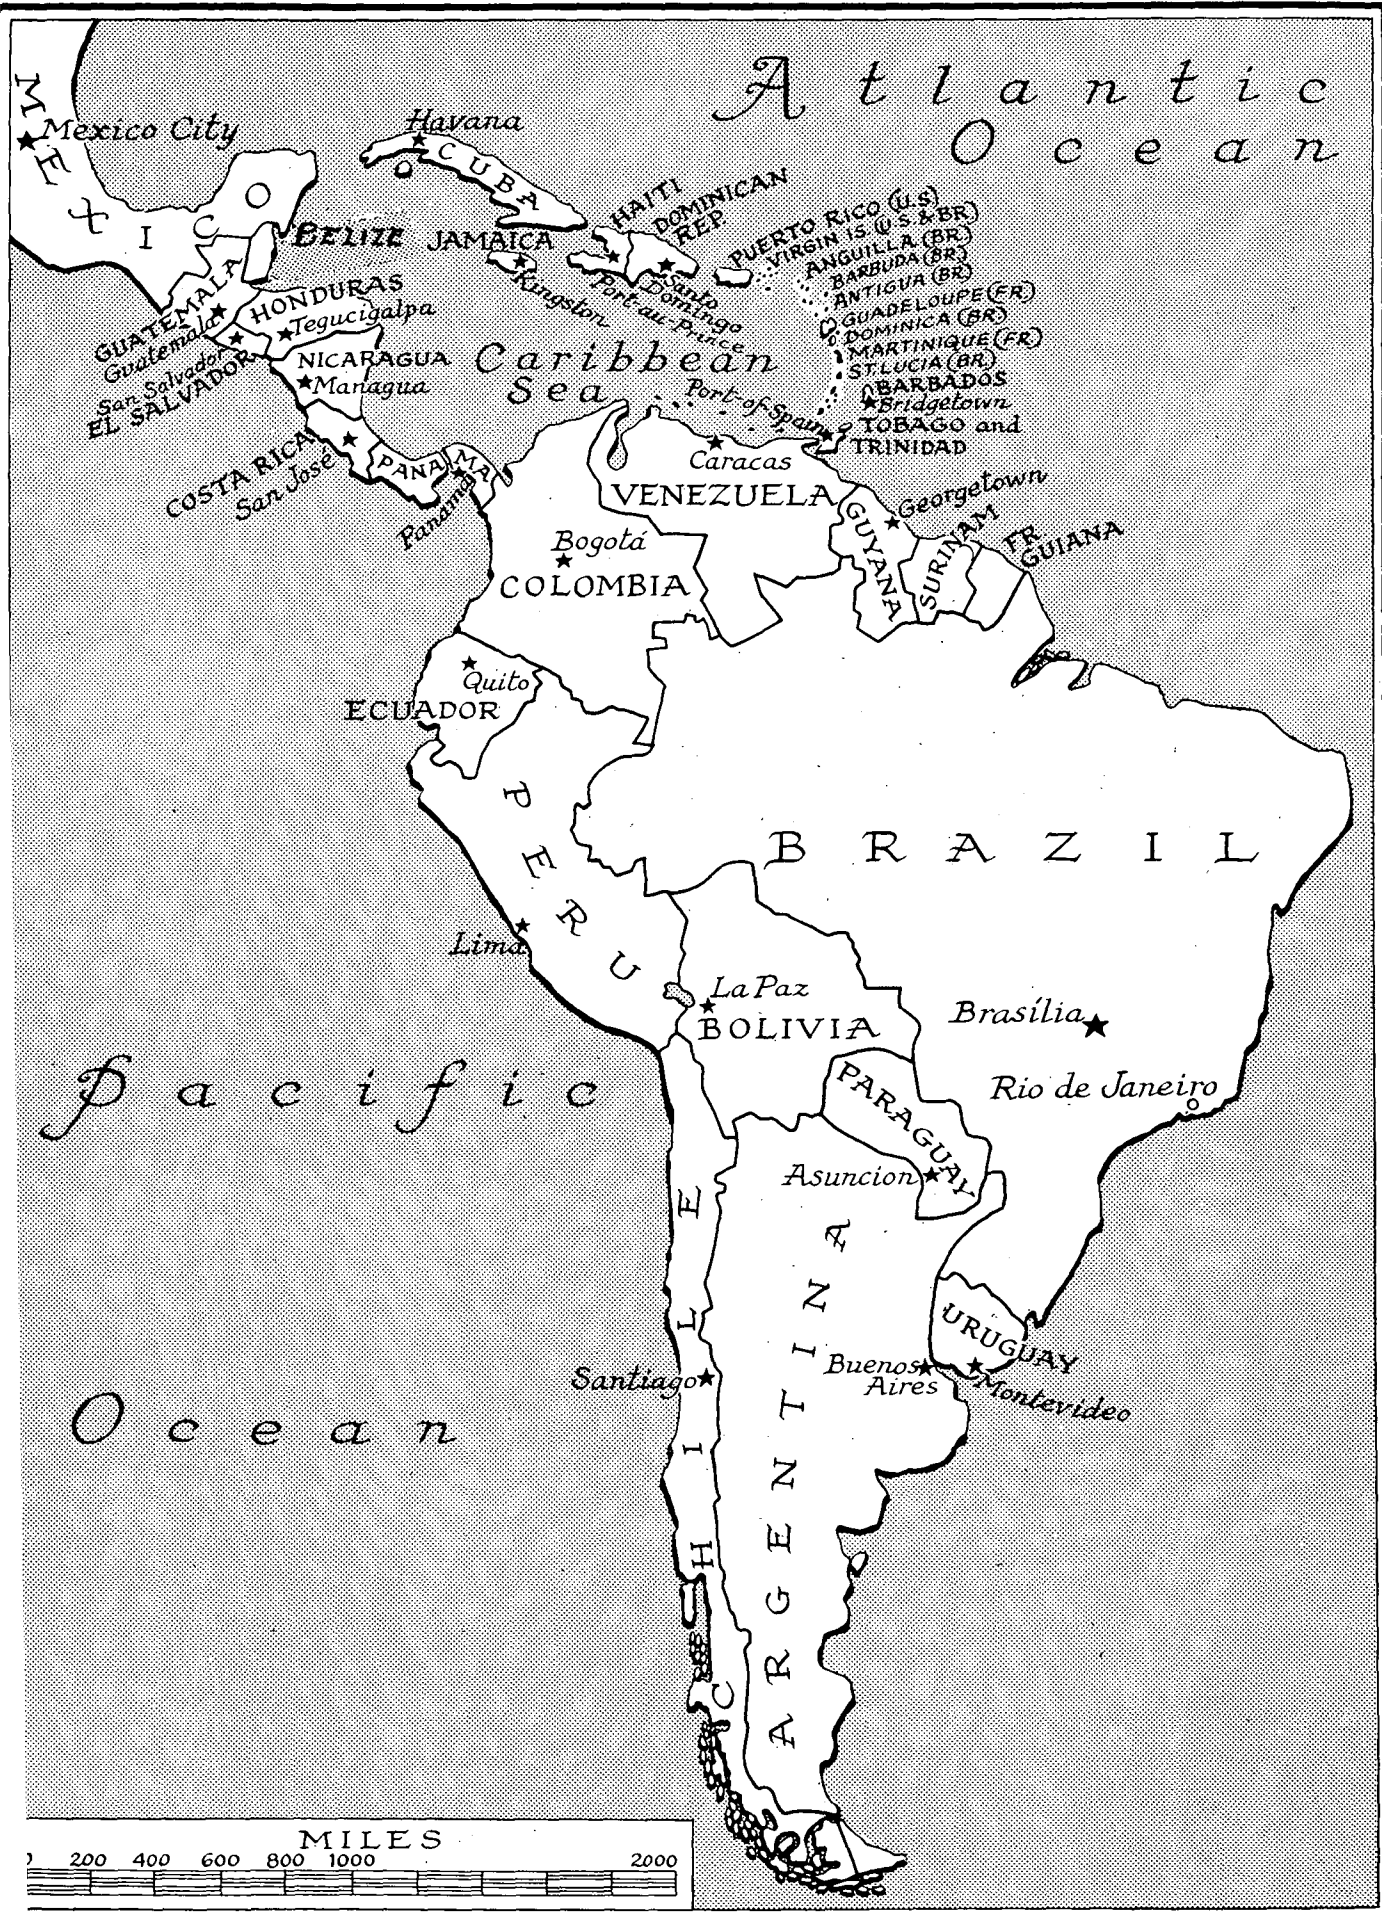 Atlantic
Ocean
MEXICO
Mexico City
Havana
CUBA
HAITI
DOMINICAN
REP
PUERTO RICO (U.S)
VIRGIN IS (U.S & BR)
ANGUILLA (BR)
BARBUDA (BR)
ANTIGUA (BR)
GUADELOUPE (FR)
DOMINICA (BR)
MARTINIQUE (FR)
ST. LUCIA (BR)
BARBADOS
Bridgetown
TOBAGO and
TRINIDAD
BELIZE
JAMAICA
Kingston
Port-au-Prince
Santo
Domingo
GUATEMALA
Guatemala
HONDURAS
Tegucigalpa
San Salvador
EL SALVADOR
NICARAGUA
Managua
Caribbean
Sea
Port-of-Spain
COSTA RICA
San José
PANAMA
Panama
Caracas
VENEZUELA
Georgetown
GUYANA
SURINAM
FR
GUIANA
Bogotá
COLOMBIA
Quito
ECUADOR
PERU
Lima
BRAZIL
La Paz
BOLIVIA
Brasília
Rio de Janeiro
Pacific
Ocean
PARAGUAY
Asuncion
CHILE
Santiago
ARGENTINA
Buenos
Aires
URUGUAY
Montevideo
MILES
200 400 600 800 1000 2000